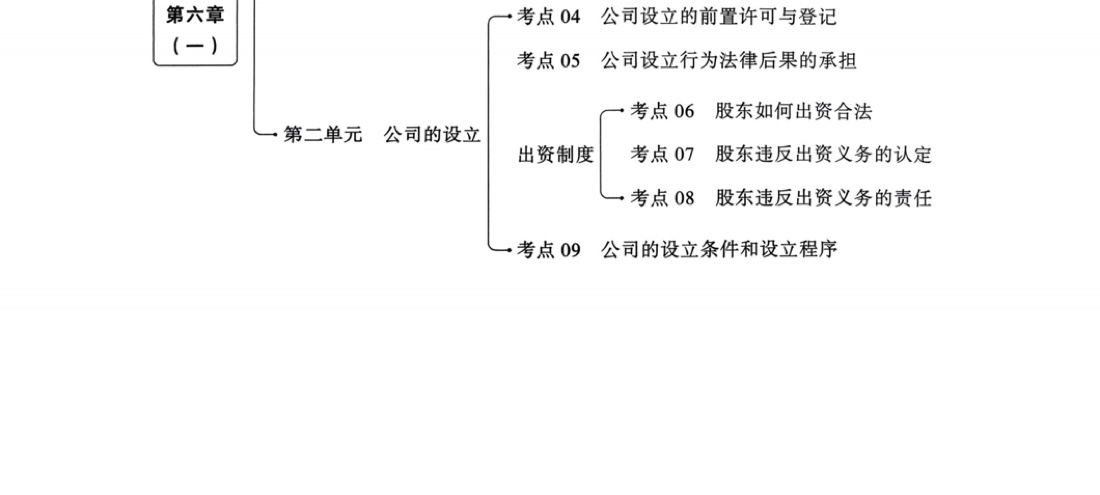 第六章
（一）
考点 04 公司设立的前置许可与登记
考点 05 公司设立行为法律后果的承担
第二单元 公司的设立
出资制度
考点 06 股东如何出资合法
考点 07 股东违反出资义务的认定
考点 08 股东违反出资义务的责任
考点 09 公司的设立条件和设立程序